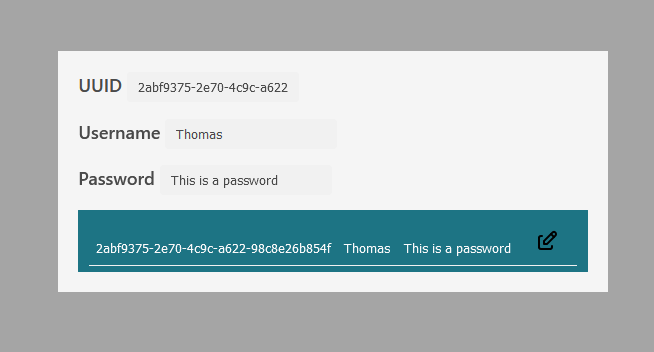 UUID 2abf9375-2e70-4c9c-a622
Username Thomas
Password This is a password
2abf9375-2e70-4c9c-a622-98c8e26b854f Thomas This is a password